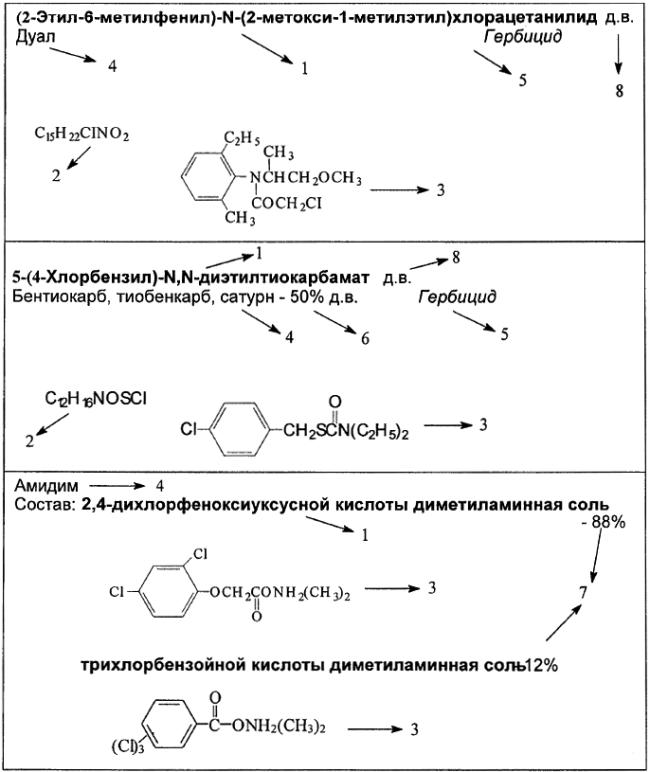 (2-Этил-6-метилфенил)-N-(2-метокси-1-метилэтил)хлорацетанилид д.в.
Дуал Гербицид
4 1 5 8
C15H22ClNO2
2
C2H5
CH3
NCHCH2OCH3 3
COCH2Cl
CH3
1 8
5-(4-Хлорбензил)-N,N-диэтилтиокарбамат д.в.
Бентиокарб, тиобенкарб, сатурн - 50% д.в. Гербицид
4 6 5
C12H16NOSCl
2
O
Cl CH2SCN(C2H5)2 3
Амидим 4
Состав: 2,4-дихлорфеноксиуксусной кислоты диметиламинная соль
- 88%
1
Cl
Cl OCH2CONH2(CH3)2 3 7
O
трихлорбензойной кислоты диметиламинная соль-12%
O
C ONH2(CH3)2 3
(Cl)3